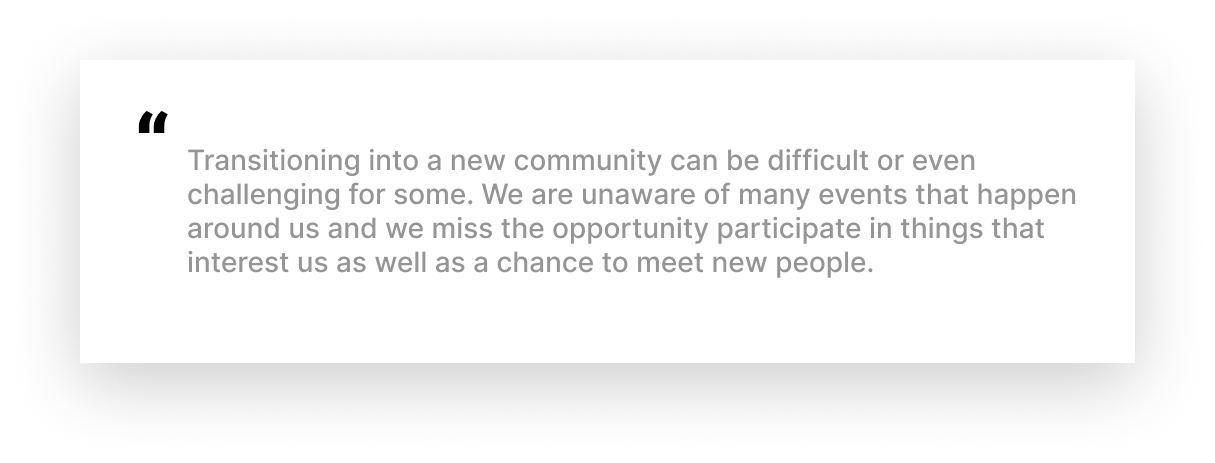 “
Transitioning into a new community can be difficult or even
challenging for some. We are unaware of many events that happen
around us and we miss the opportunity participate in things that
interest us as well as a chance to meet new people.